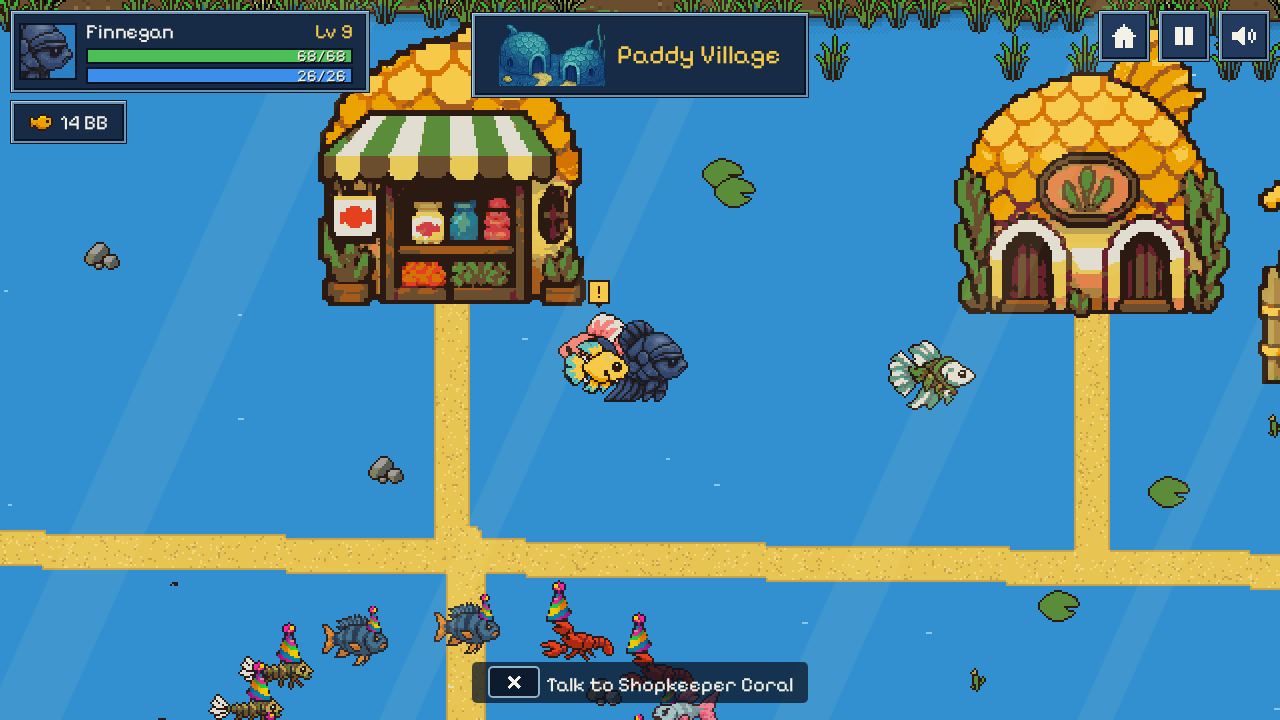 Finnegan Lv 9
68/68
26/26
14 BB
Paddy Village
!
X Talk to Shopkeeper Coral